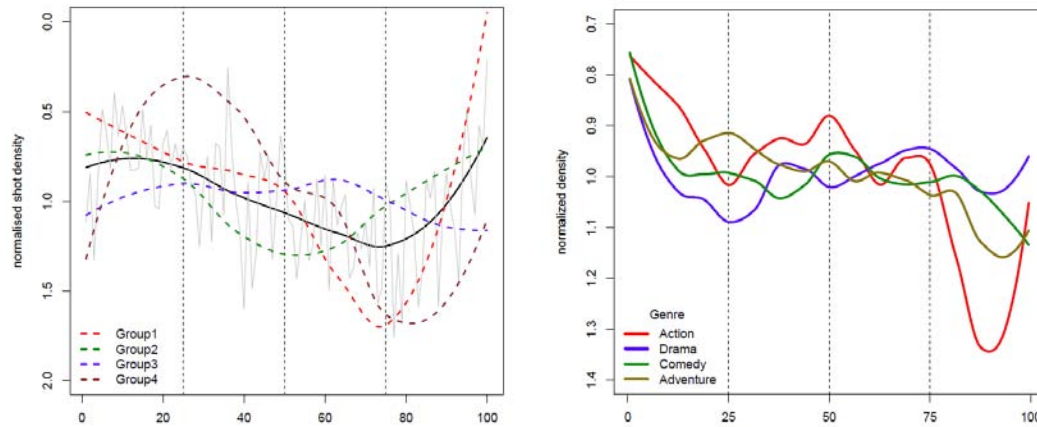 normalised shot density
0.0
0.5
1.0
1.5
2.0
0 20 40 60 80 100
Group1
Group2
Group3
Group4
normalized density
0.7
0.8
0.9
1.0
1.1
1.2
1.3
1.4
0 25 50 75 100
Genre
Action
Drama
Comedy
Adventure